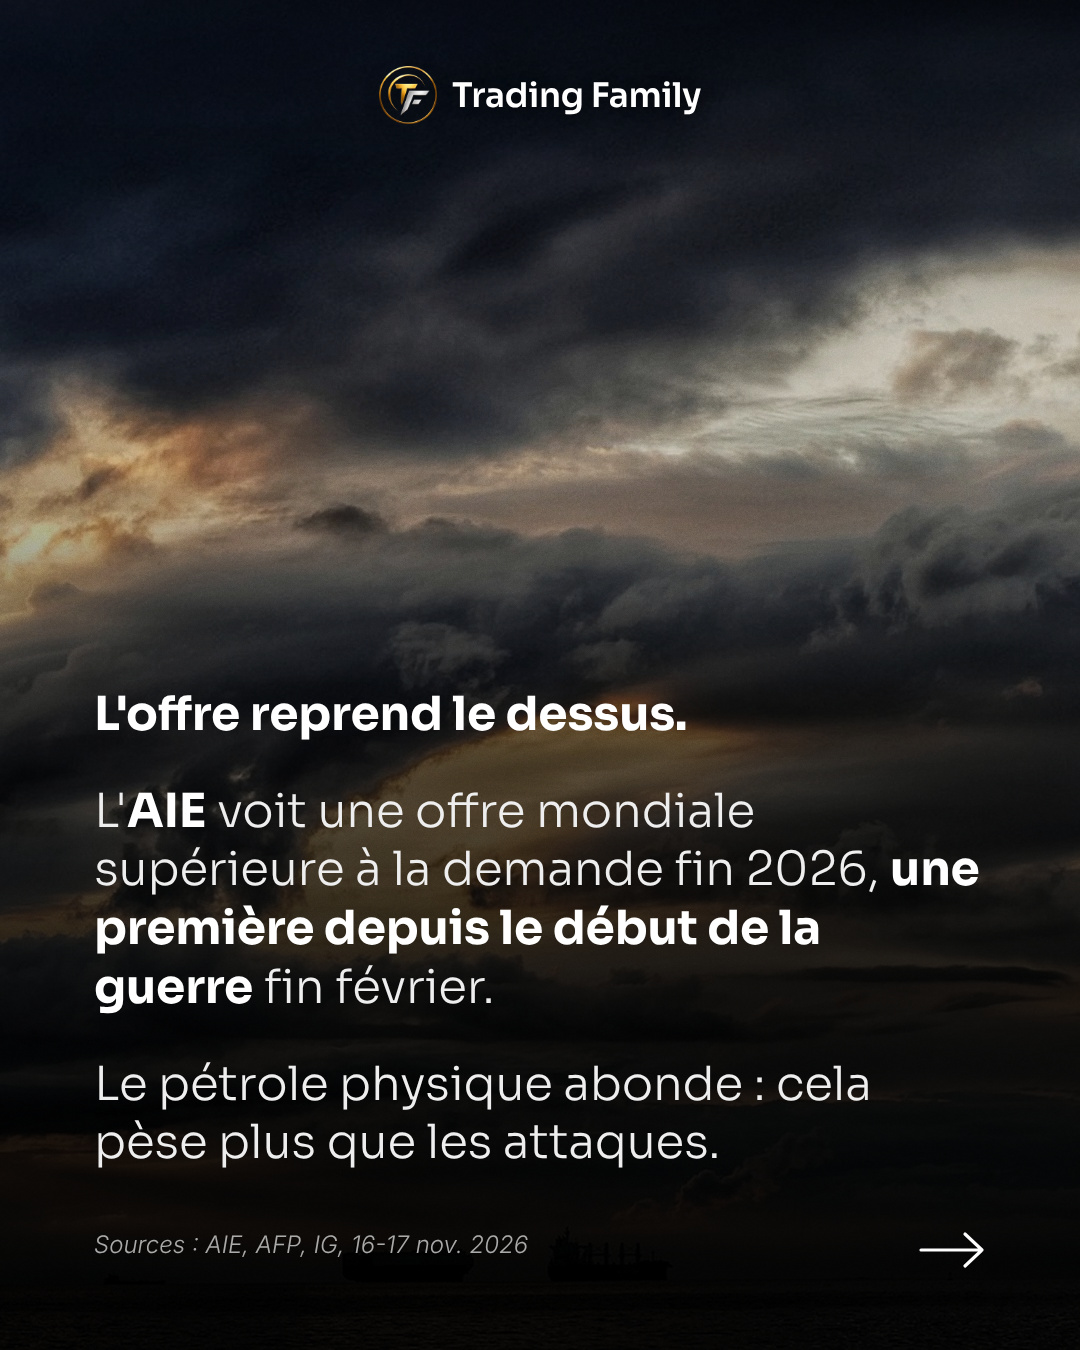 TF
Trading Family
L'offre reprend le dessus.
L'AIE voit une offre mondiale
supérieure à la demande fin 2026, une
première depuis le début de la
guerre fin février.
Le pétrole physique abonde : cela
pèse plus que les attaques.
Sources : AIE, AFP, IG, 16-17 nov. 2026